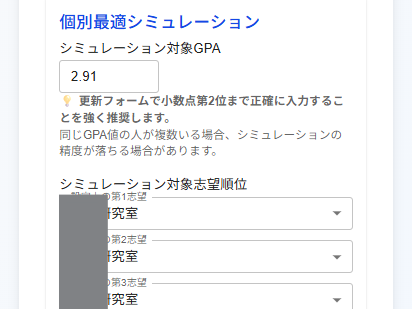 個別最適シミュレーション
シミュレーション対象GPA
2.91
💡 更新フォームで小数点第2位まで正確に入力するこ
とを強く推奨します。
同じGPA値の人が複数いる場合、シミュレーションの
精度が落ちる場合があります。
シミュレーション対象志望順位
の第1志望
研究室
の第2志望
研究室
の第3志望
研究室